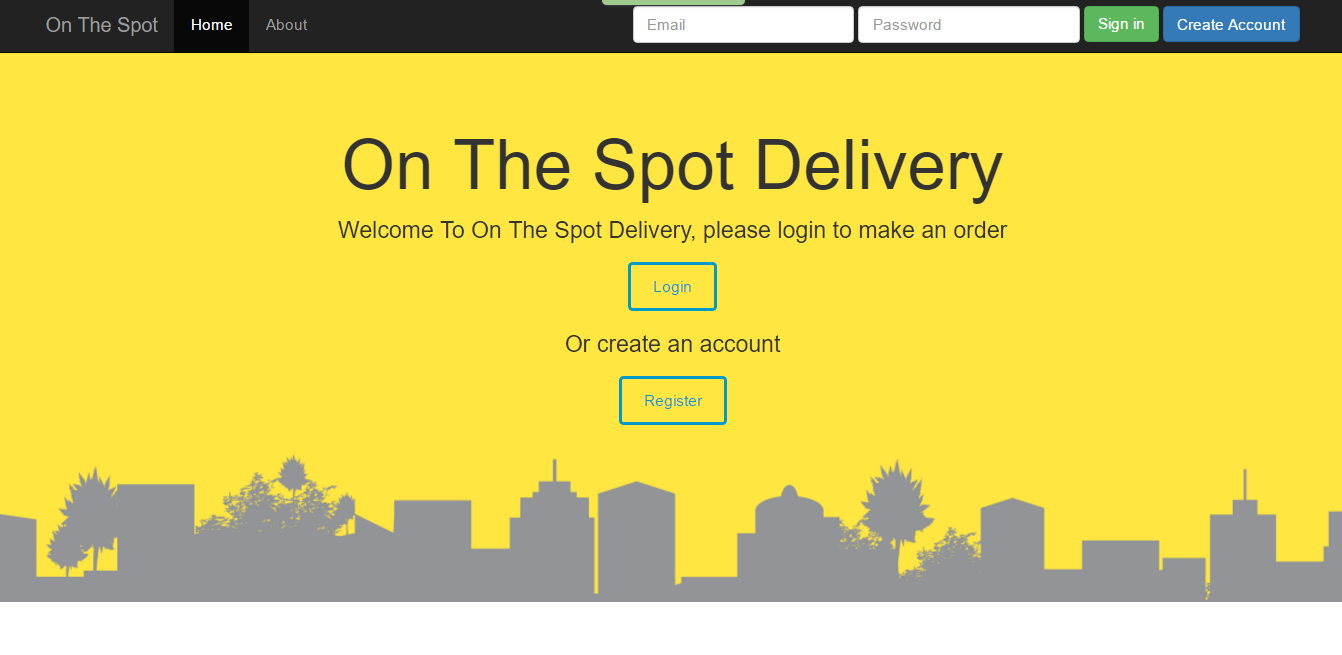 On The Spot Home About Email Password Sign in Create Account
On The Spot Delivery
Welcome To On The Spot Delivery, please login to make an order
Login
Or create an account
Register